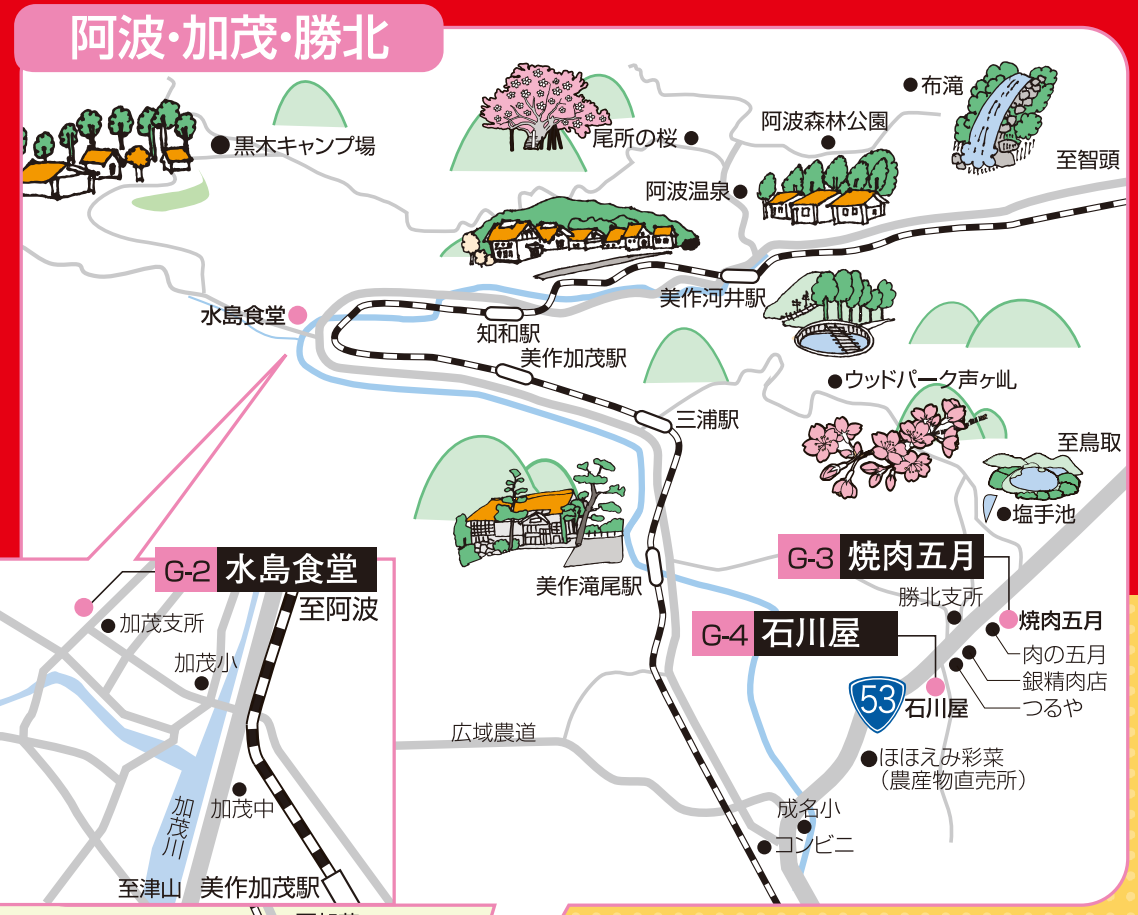 阿波・加茂・勝北
布滝
阿波森林公園
尾所の桜
黒木キャンプ場
至智頭
阿波温泉
美作河井駅
水島食堂
知和駅
美作加茂駅
ウッドパーク声ヶ乢
三浦駅
至鳥取
塩手池
G-2 水島食堂
G-3 焼肉五月
美作滝尾駅
勝北支所
至阿波
加茂支所
焼肉五月
G-4 石川屋
肉の五月
加茂小
銀精肉店
53
石川屋
つるや
広域農道
ほほえみ彩菜
（農産物直売所）
加茂中
加茂川
成名小
コンビニ
至津山
美作加茂駅